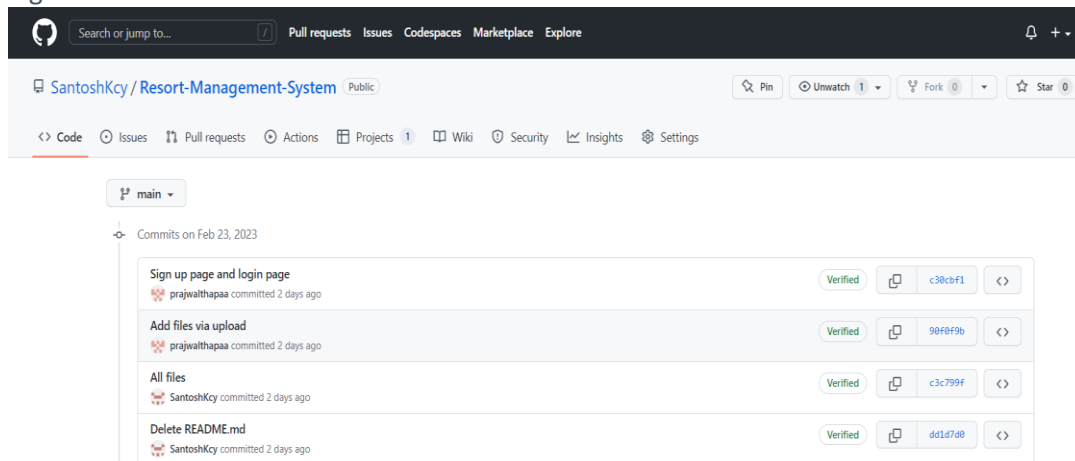 Search or jump to... / Pull requests Issues Codespaces Marketplace Explore
SantoshKcy / Resort-Management-System Public Pin Unwatch 1 Fork 0 Star 0
Code Issues Pull requests Actions Projects 1 Wiki Security Insights Settings
main
Commits on Feb 23, 2023
Sign up page and login page
prajwalthapaa committed 2 days ago Verified c30cbf1
Add files via upload
prajwalthapaa committed 2 days ago Verified 90f0f9b
All files
SantoshKcy committed 2 days ago Verified c3c799f
Delete README.md
SantoshKcy committed 2 days ago Verified dd1d7d0